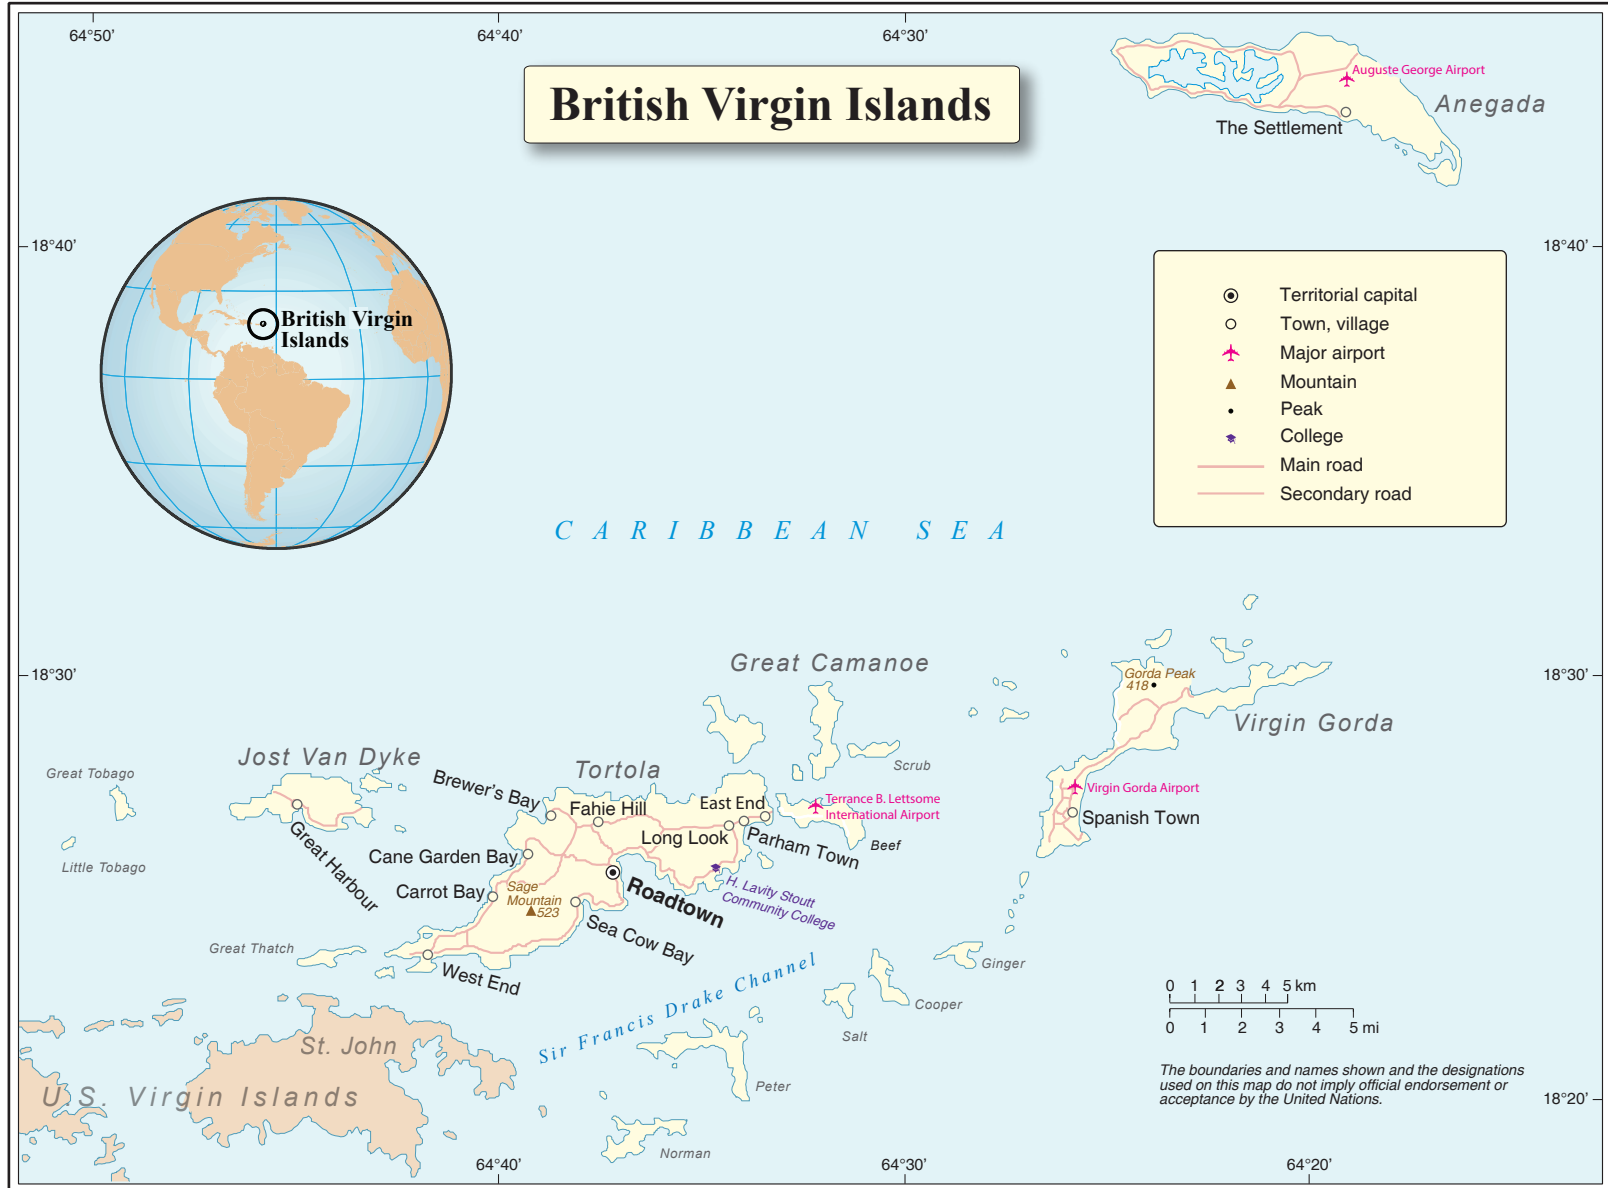 64°50'
64°40'
64°30'
British Virgin Islands
Auguste George Airport
Anegada
The Settlement
18°40'
18°40'
British Virgin
Islands
Territorial capital
Town, village
Major airport
Mountain
Peak
College
Main road
Secondary road
CARIBBEAN SEA
18°30'
18°30'
Great Camanoe
Gorda Peak
418
Virgin Gorda
Jost Van Dyke
Tortola
Scrub
Great Tobago
Brewer's Bay
Fahie Hill
East End
Terrance B. Lettsome
International Airport
Virgin Gorda Airport
Spanish Town
Long Look
Parham Town
Beef
Great Harbour
Little Tobago
Cane Garden Bay
Carrot Bay
Sage
Mountain
523
Roadtown
H. Lavity Stoutt
Community College
Sea Cow Bay
Great Thatch
West End
Ginger
Sir Francis Drake Channel
Cooper
Salt
0 1 2 3 4 5 km
0 1 2 3 4 5 mi
St. John
U.S. Virgin Islands
Peter
Norman
The boundaries and names shown and the designations
used on this map do not imply official endorsement or
acceptance by the United Nations.
18°20'
64°40'
64°30'
64°20'